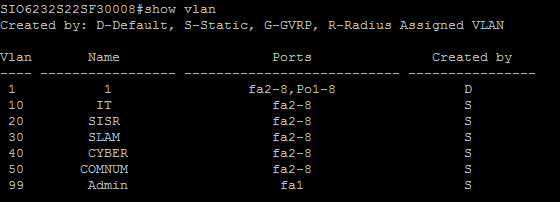 SIO6232S22SF30008#show vlan
Created by: D-Default, S-Static, G-GVRP, R-Radius Assigned VLAN
Vlan Name Ports Created by
---- ----------------- --------------------------- ----------------
1 1 fa2-8,Po1-8 D
10 IT fa2-8 S
20 SISR fa2-8 S
30 SLAM fa2-8 S
40 CYBER fa2-8 S
50 COMNUM fa2-8 S
99 Admin fa1 S